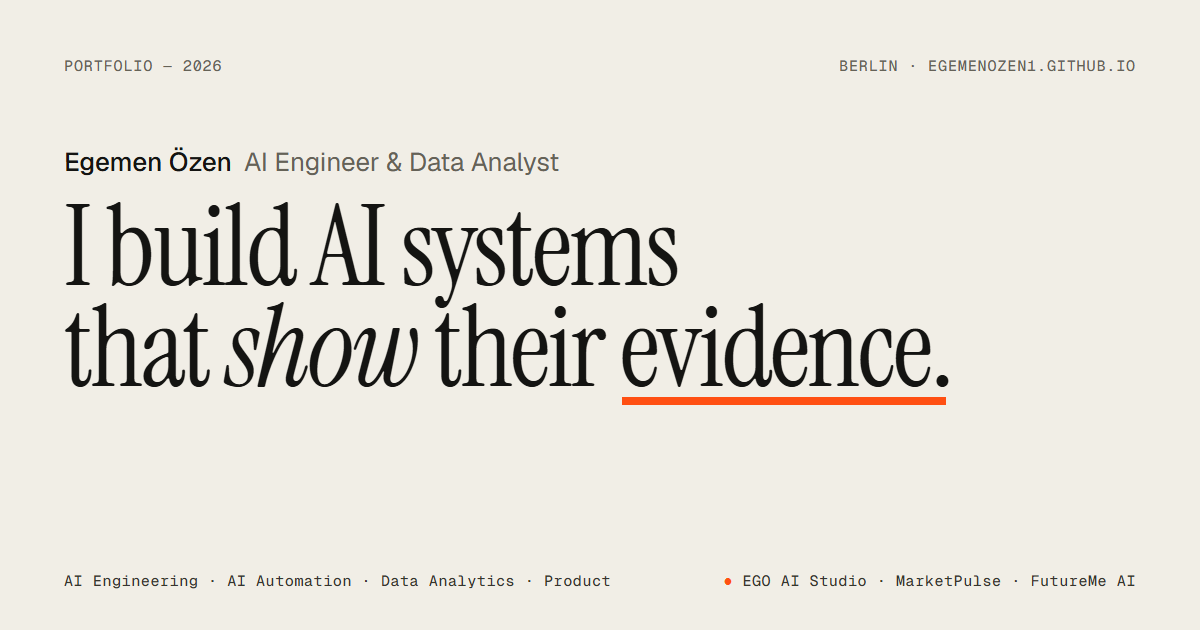 PORTFOLIO — 2026
BERLIN · EGEMENOZEN1.GITHUB.IO
Egemen Özen AI Engineer & Data Analyst
I build AI systems
that show their evidence.
AI Engineering · AI Automation · Data Analytics · Product
● EGO AI Studio · MarketPulse · FutureMe AI